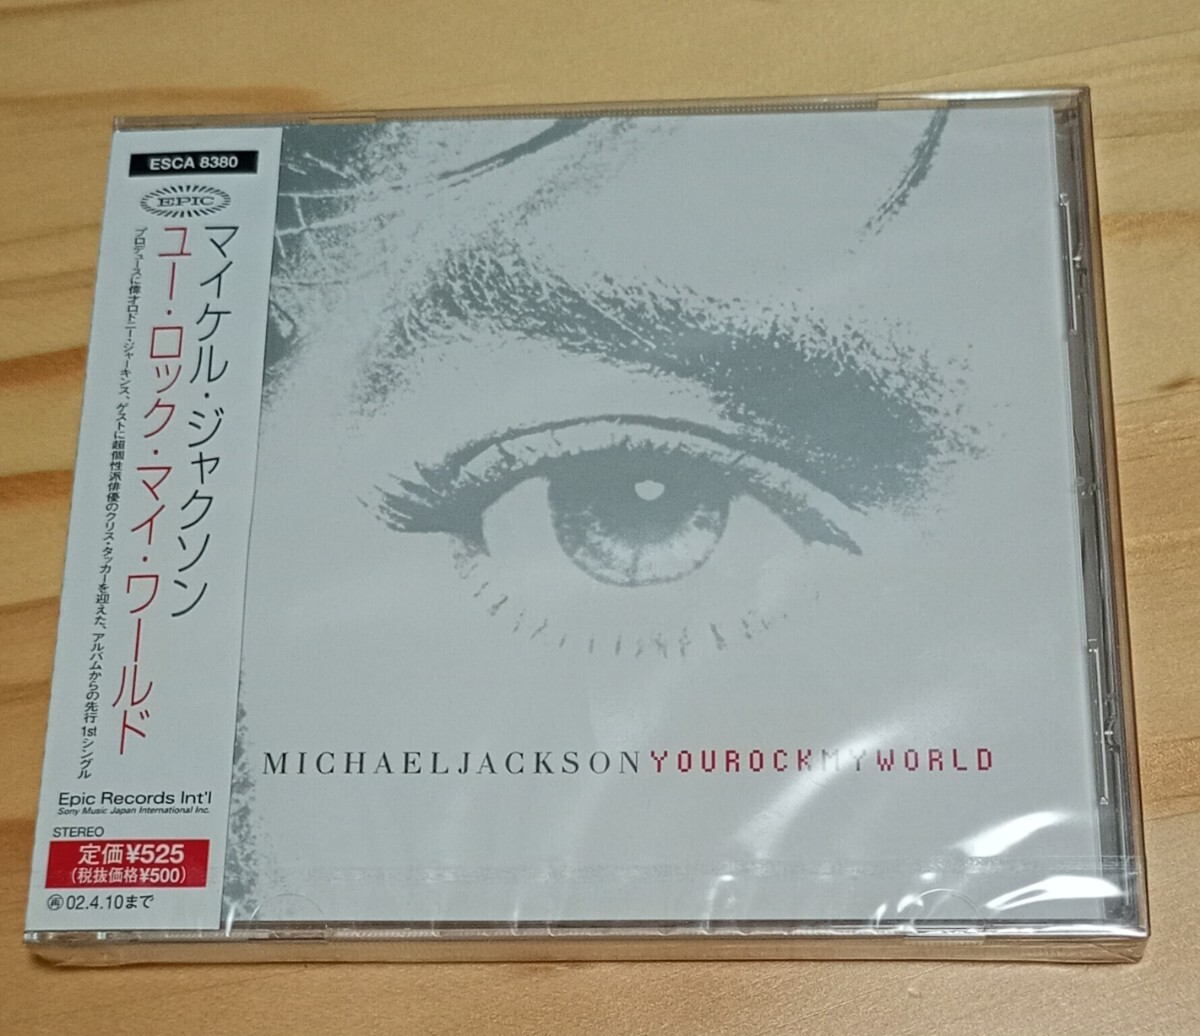 ESCA 8380
EPIC
マイケル・ジャクソン
ユー・ロック・マイ・ワールド
プロデュースに偉才ロドニー・ジャーキンス、ゲストに超個性派俳優のクリス・タッカーを迎えた、アルバムからの先行1stシングル
Epic Records Int'l
Sony Music Japan International Inc.
STEREO
定価¥525
(税抜価格¥500)
㋐02.4.10まで
MICHAELJACKSONYOUROCKMYWORLD